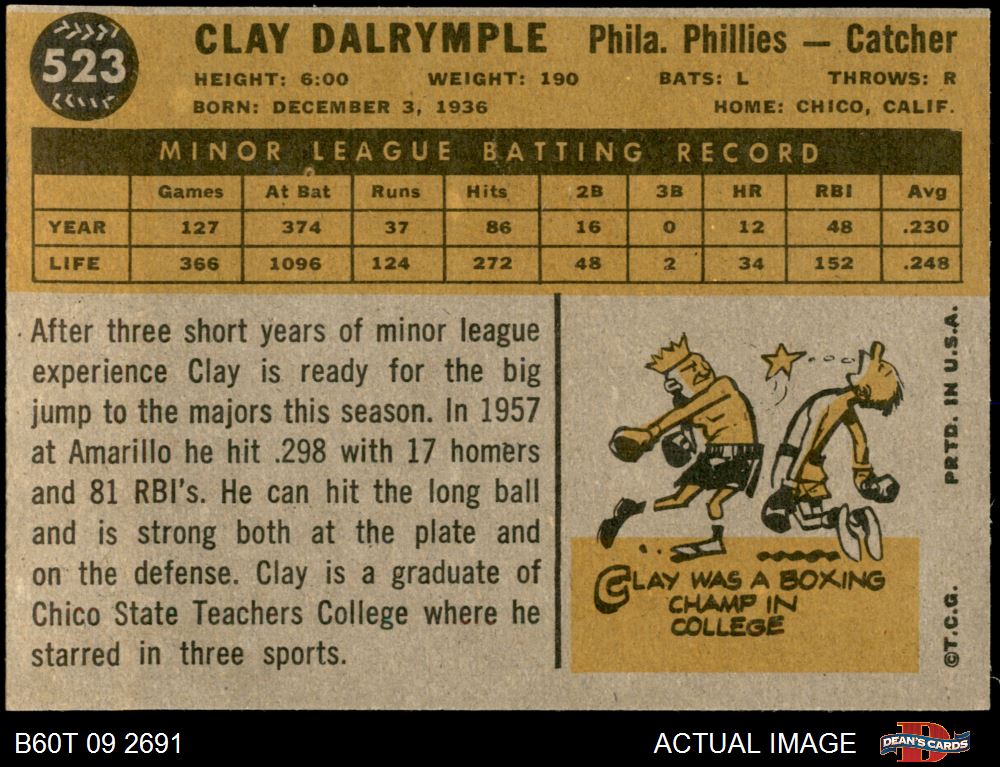 523
CLAY DALRYMPLE Phila. Phillies — Catcher
HEIGHT: 6:00 WEIGHT: 190 BATS: L THROWS: R
BORN: DECEMBER 3, 1936 HOME: CHICO, CALIF.
MINOR LEAGUE BATTING RECORD
Games At Bat Runs Hits 2B 3B HR RBI Avg
YEAR 127 374 37 86 16 0 12 48 .230
LIFE 366 1096 124 272 48 2 34 152 .248
After three short years of minor league
experience Clay is ready for the big
jump to the majors this season. In 1957
at Amarillo he hit .298 with 17 homers
and 81 RBI's. He can hit the long ball
and is strong both at the plate and
on the defense. Clay is a graduate of
Chico State Teachers College where he
starred in three sports.
CLAY WAS A BOXING
CHAMP IN
COLLEGE
©T.C.G. PRTD. IN U.S.A.
B60T 09 2691 ACTUAL IMAGE
D
DEAN'S CARDS